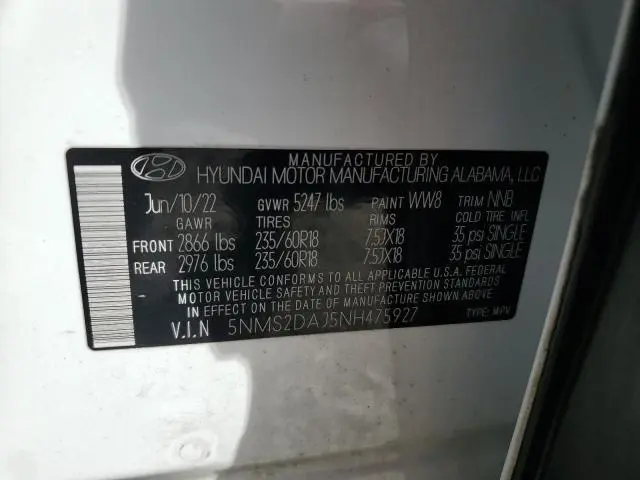 MANUFACTURED BY
HYUNDAI MOTOR MANUFACTURING ALABAMA, LLC
Jun/10/22 GVWR 5247 lbs PAINT WW8 TRIM NNB
GAWR TIRES RIMS COLD TIRE INFL.
FRONT 2866 lbs 235/60R18 7.5JX18 35 psi SINGLE
REAR 2976 lbs 235/60R18 7.5JX18 35 psi SINGLE
THIS VEHICLE CONFORMS TO ALL APPLICABLE U.S.A. FEDERAL
MOTOR VEHICLE SAFETY, BUMPER, AND THEFT PREVENTION STANDARDS
IN EFFECT ON THE DATE OF MANUFACTURE SHOWN ABOVE.
V.I.N 5NMS2DAJ5NH475927 TYPE: MPV